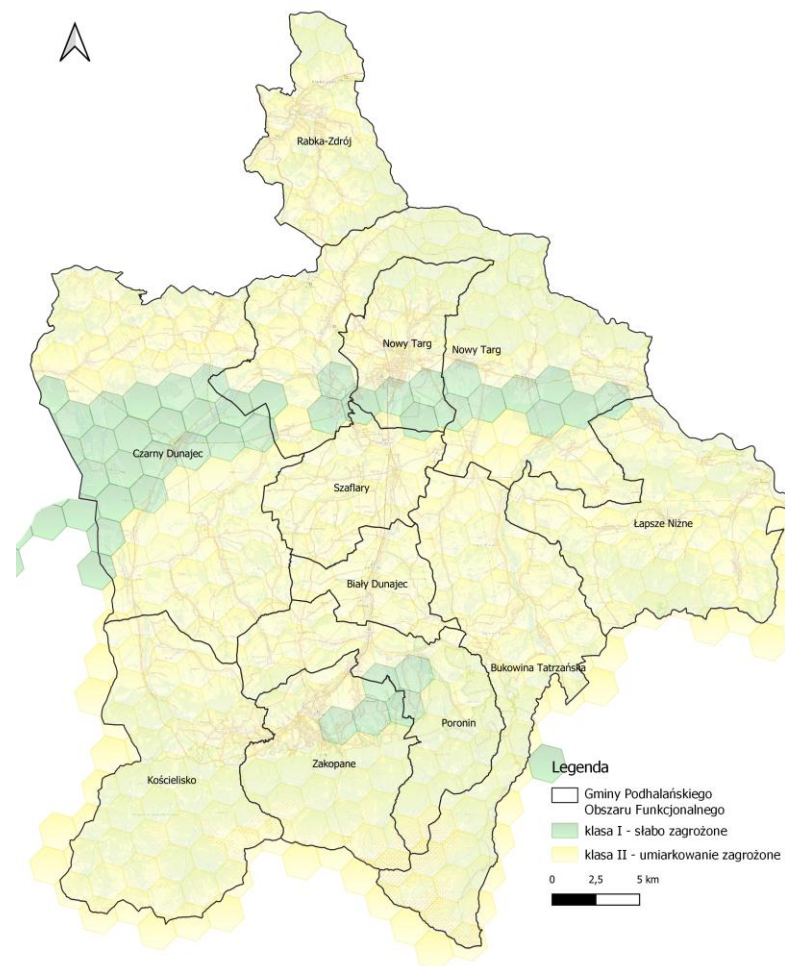 Rabka-Zdrój
Nowy Targ
Nowy Targ
Czarny Dunajec
Szaflary
Łapsze Niżne
Biały Dunajec
Bukowina Tatrzańska
Poronin
Zakopane
Kościelisko
Legenda
Gminy Podhalańskiego
Obszaru Funkcjonalnego
klasa I - słabo zagrożone
klasa II - umiarkowanie zagrożone
0 2,5 5 km